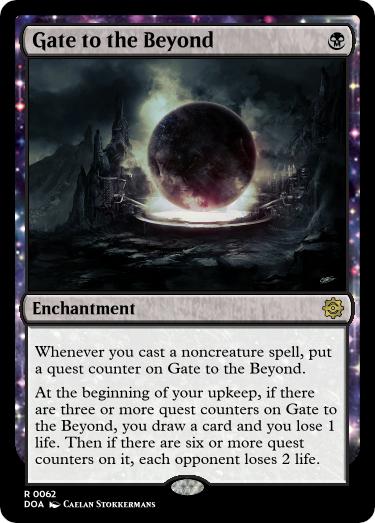 Gate to the Beyond
Enchantment
Whenever you cast a noncreature spell, put
a quest counter on Gate to the Beyond.
At the beginning of your upkeep, if there
are three or more quest counters on Gate to
the Beyond, you draw a card and you lose 1
life. Then if there are six or more quest
counters on it, each opponent loses 2 life.
R 0062
DOA Caelan Stokkermans